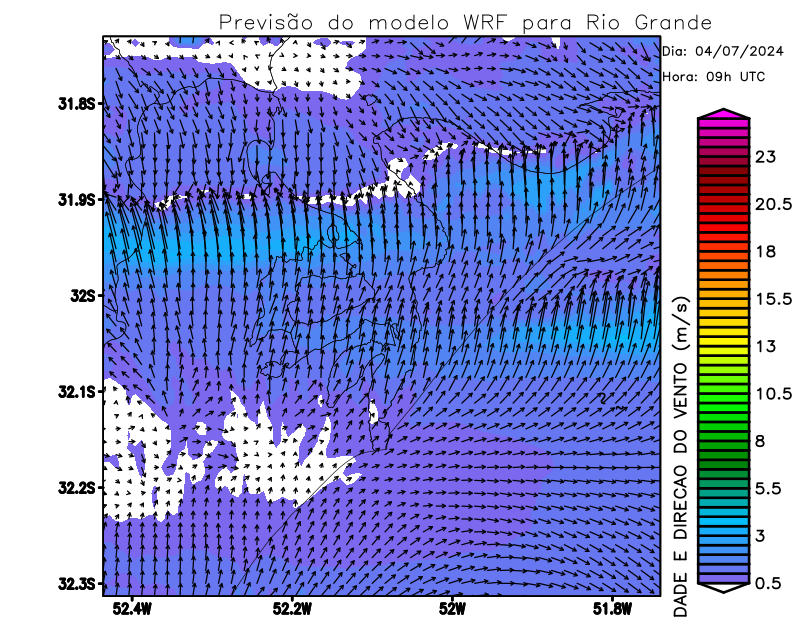 Previsão do modelo WRF para Rio Grande
Dia: 04/07/2024
Hora: 09h UTC
31.8S
31.9S
32S
32.1S
32.2S
32.3S
52.4W
52.2W
52W
51.8W
23
20.5
18
15.5
13
10.5
8
5.5
3
0.5
DADE E DIRECAO DO VENTO (m/s)